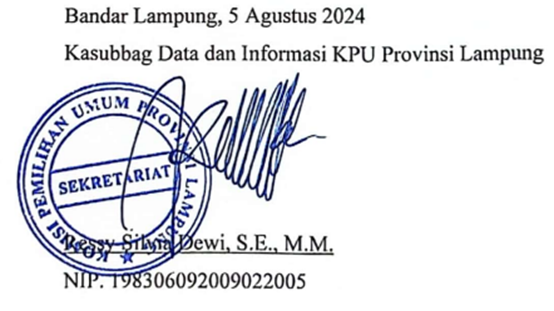 Bandar Lampung, 5 Agustus 2024
Kasubbag Data dan Informasi KPU Provinsi Lampung
KOMISI PEMILIHAN UMUM PROVINSI LAMPUNG
SEKRETARIAT
Silvia Dewi, S.E., M.M.
NIP. 198306092009022005